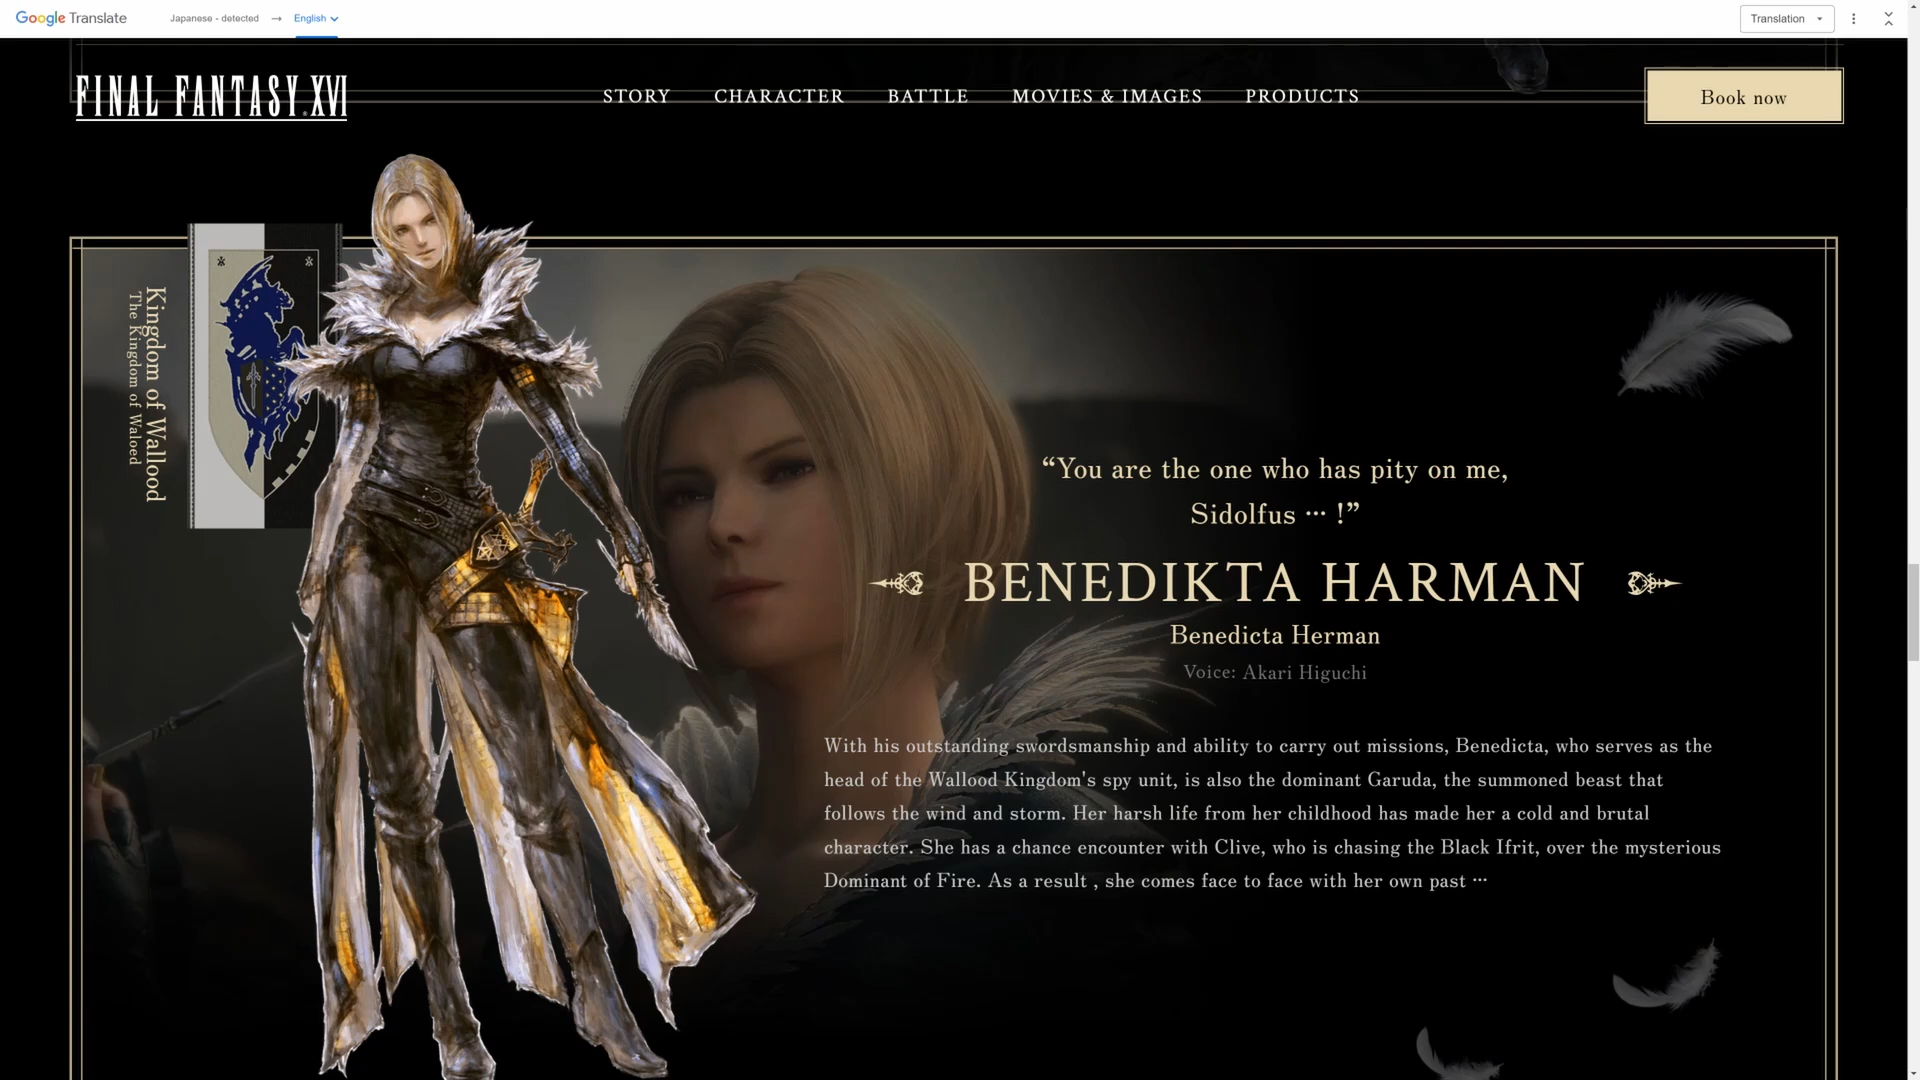 Google Translate
Japanese - detected → English
Translation
FINAL FANTASY XVI
STORY CHARACTER BATTLE MOVIES & IMAGES PRODUCTS
Book now
Kingdom of Wallood
The Kingdom of Waloed
“You are the one who has pity on me,
Sidolfus ··· !”
BENEDIKTA HARMAN
Benedicta Herman
Voice: Akari Higuchi
With his outstanding swordsmanship and ability to carry out missions, Benedicta, who serves as the
head of the Wallood Kingdom's spy unit, is also the dominant Garuda, the summoned beast that
follows the wind and storm. Her harsh life from her childhood has made her a cold and brutal
character. She has a chance encounter with Clive, who is chasing the Black Ifrit, over the mysterious
Dominant of Fire. As a result , she comes face to face with her own past ···